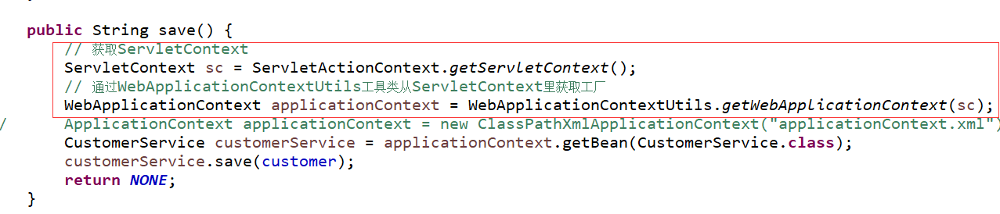 public String save() {
// 获取ServletContext
ServletContext sc = ServletActionContext.getServletContext();
// 通过WebApplicationContextUtils工具类从ServletContext里获取工厂
WebApplicationContext applicationContext = WebApplicationContextUtils.getWebApplicationContext(sc);
/ ApplicationContext applicationContext = new ClassPathXmlApplicationContext("applicationContext.xml")
CustomerService customerService = applicationContext.getBean(CustomerService.class);
customerService.save(customer);
return NONE;
}